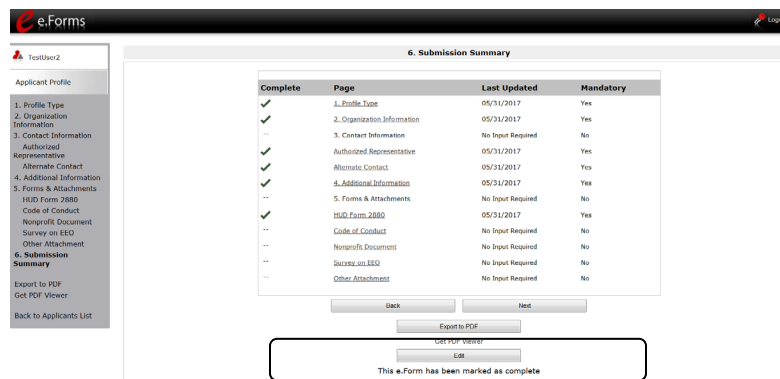 e.Forms
Log
TestUser2
Applicant Profile
1. Profile Type
2. Organization
Information
3. Contact Information
Authorized
Representative
Alternate Contact
4. Additional Information
5. Forms & Attachments
HUD Form 2880
Code of Conduct
Nonprofit Document
Survey on EEO
Other Attachment
6. Submission
Summary
Export to PDF
Get PDF Viewer
Back to Applicants List
6. Submission Summary
Complete Page Last Updated Mandatory
1. Profile Type 05/31/2017 Yes
2. Organization Information 05/31/2017 Yes
-- 3. Contact Information No Input Required No
Authorized Representative 05/31/2017 Yes
Alternate Contact 05/31/2017 Yes
4. Additional Information 05/31/2017 Yes
-- 5. Forms & Attachments No Input Required No
HUD Form 2880 05/31/2017 Yes
-- Code of Conduct No Input Required No
-- Nonprofit Document No Input Required No
-- Survey on EEO No Input Required No
-- Other Attachment No Input Required No
Back Next
Export to PDF
Get PDF Viewer
Edit
This e.Form has been marked as complete